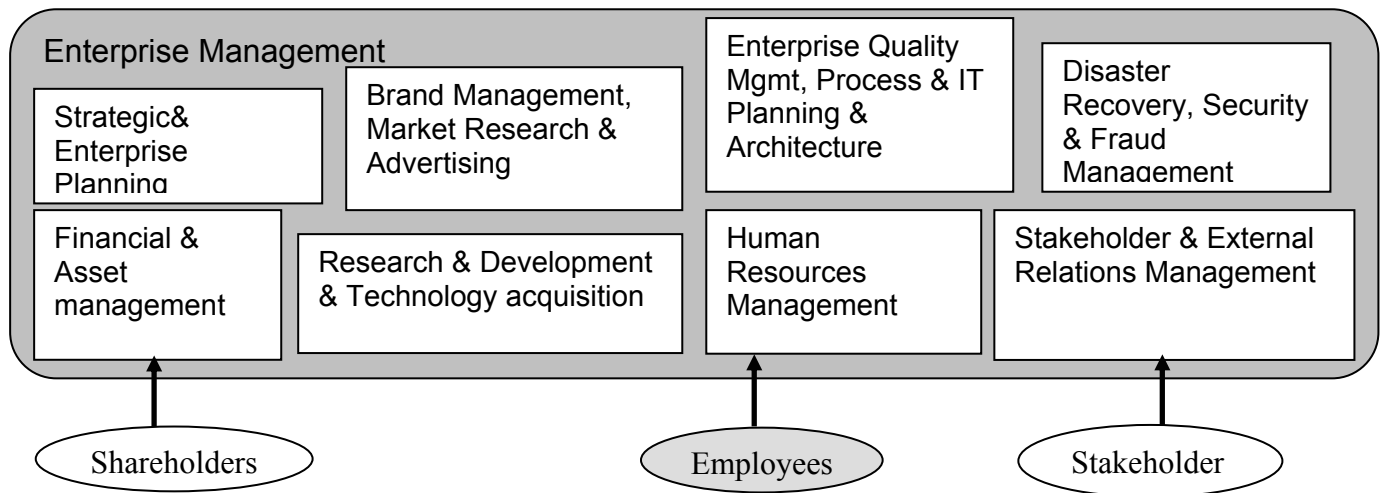 Enterprise Management
Strategic&
Enterprise
Planning
Brand Management,
Market Research &
Advertising
Enterprise Quality
Mgmt, Process & IT
Planning &
Architecture
Disaster
Recovery, Security
& Fraud
Management
Financial &
Asset
management
Research & Development
& Technology acquisition
Human
Resources
Management
Stakeholder & External
Relations Management
Shareholders
Employees
Stakeholder